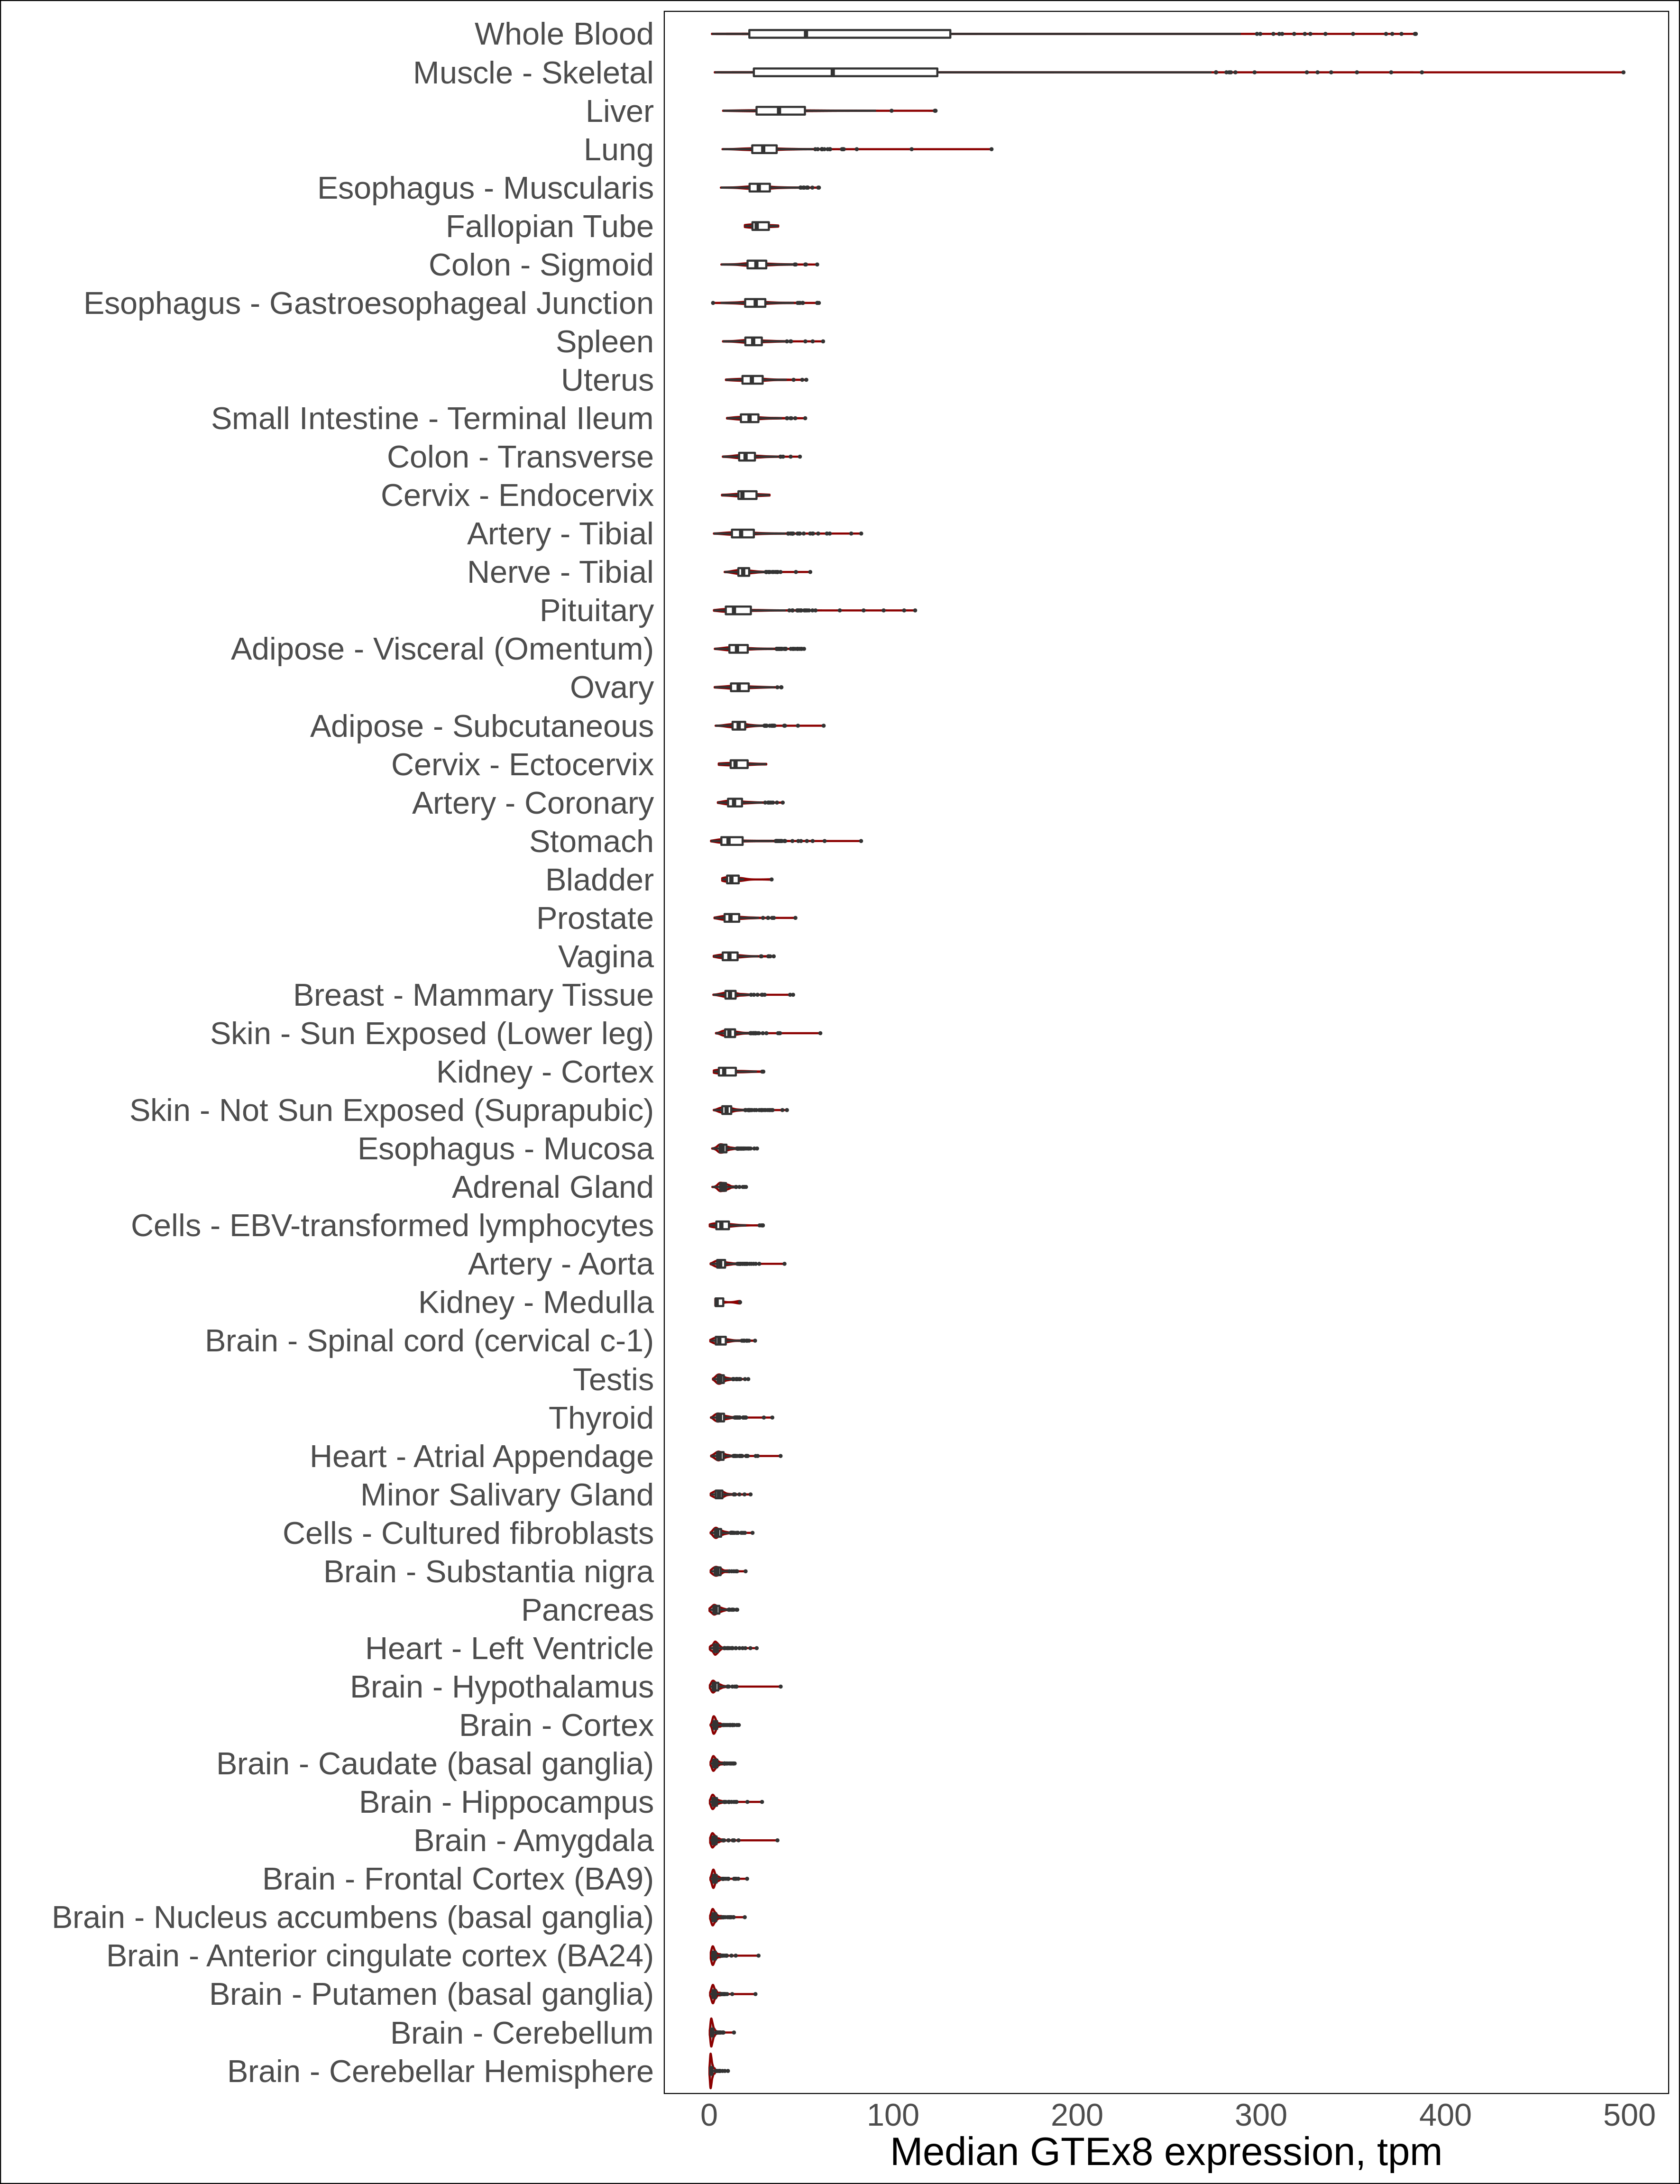 Whole Blood
Muscle - Skeletal
Liver
Lung
Esophagus - Muscularis
Fallopian Tube
Colon - Sigmoid
Esophagus - Gastroesophageal Junction
Spleen
Uterus
Small Intestine - Terminal Ileum
Colon - Transverse
Cervix - Endocervix
Artery - Tibial
Nerve - Tibial
Pituitary
Adipose - Visceral (Omentum)
Ovary
Adipose - Subcutaneous
Cervix - Ectocervix
Artery - Coronary
Stomach
Bladder
Prostate
Vagina
Breast - Mammary Tissue
Skin - Sun Exposed (Lower leg)
Kidney - Cortex
Skin - Not Sun Exposed (Suprapubic)
Esophagus - Mucosa
Adrenal Gland
Cells - EBV-transformed lymphocytes
Artery - Aorta
Kidney - Medulla
Brain - Spinal cord (cervical c-1)
Testis
Thyroid
Heart - Atrial Appendage
Minor Salivary Gland
Cells - Cultured fibroblasts
Brain - Substantia nigra
Pancreas
Heart - Left Ventricle
Brain - Hypothalamus
Brain - Cortex
Brain - Caudate (basal ganglia)
Brain - Hippocampus
Brain - Amygdala
Brain - Frontal Cortex (BA9)
Brain - Nucleus accumbens (basal ganglia)
Brain - Anterior cingulate cortex (BA24)
Brain - Putamen (basal ganglia)
Brain - Cerebellum
Brain - Cerebellar Hemisphere
0 100 200 300 400 500
Median GTEx8 expression, tpm